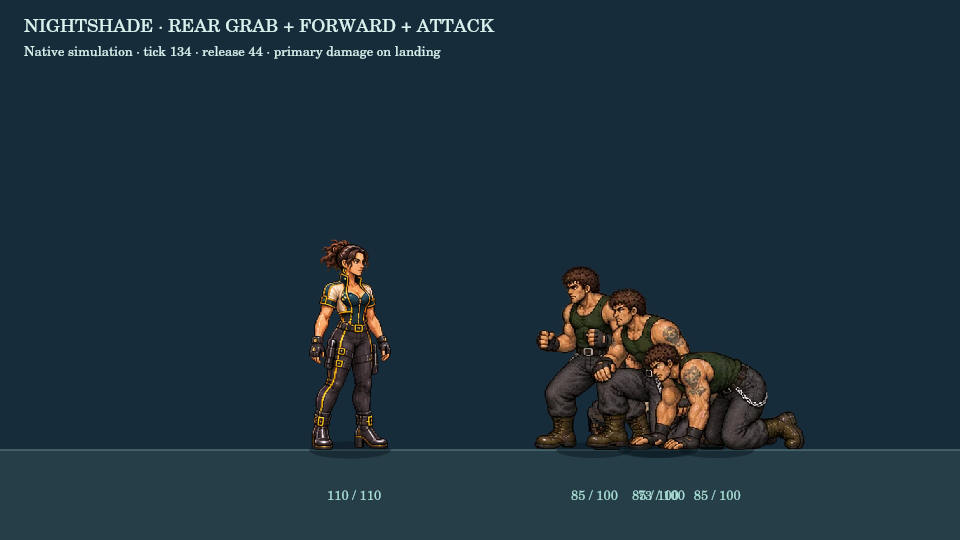 NIGHTSHADE · REAR GRAB + FORWARD + ATTACK
Native simulation · tick 134 · release 44 · primary damage on landing
110 / 110 85 / 100 85 / 100